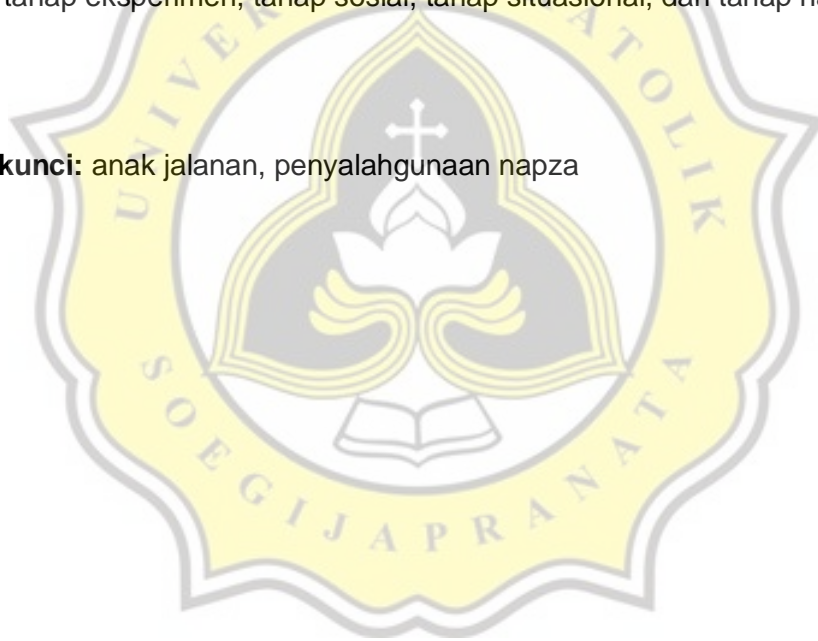 tahap eksperimen, tahap sosial, tahap situasional, dan tahap
kunci: anak jalanan, penyalahgunaan napza
SOEGIJAPRANATA